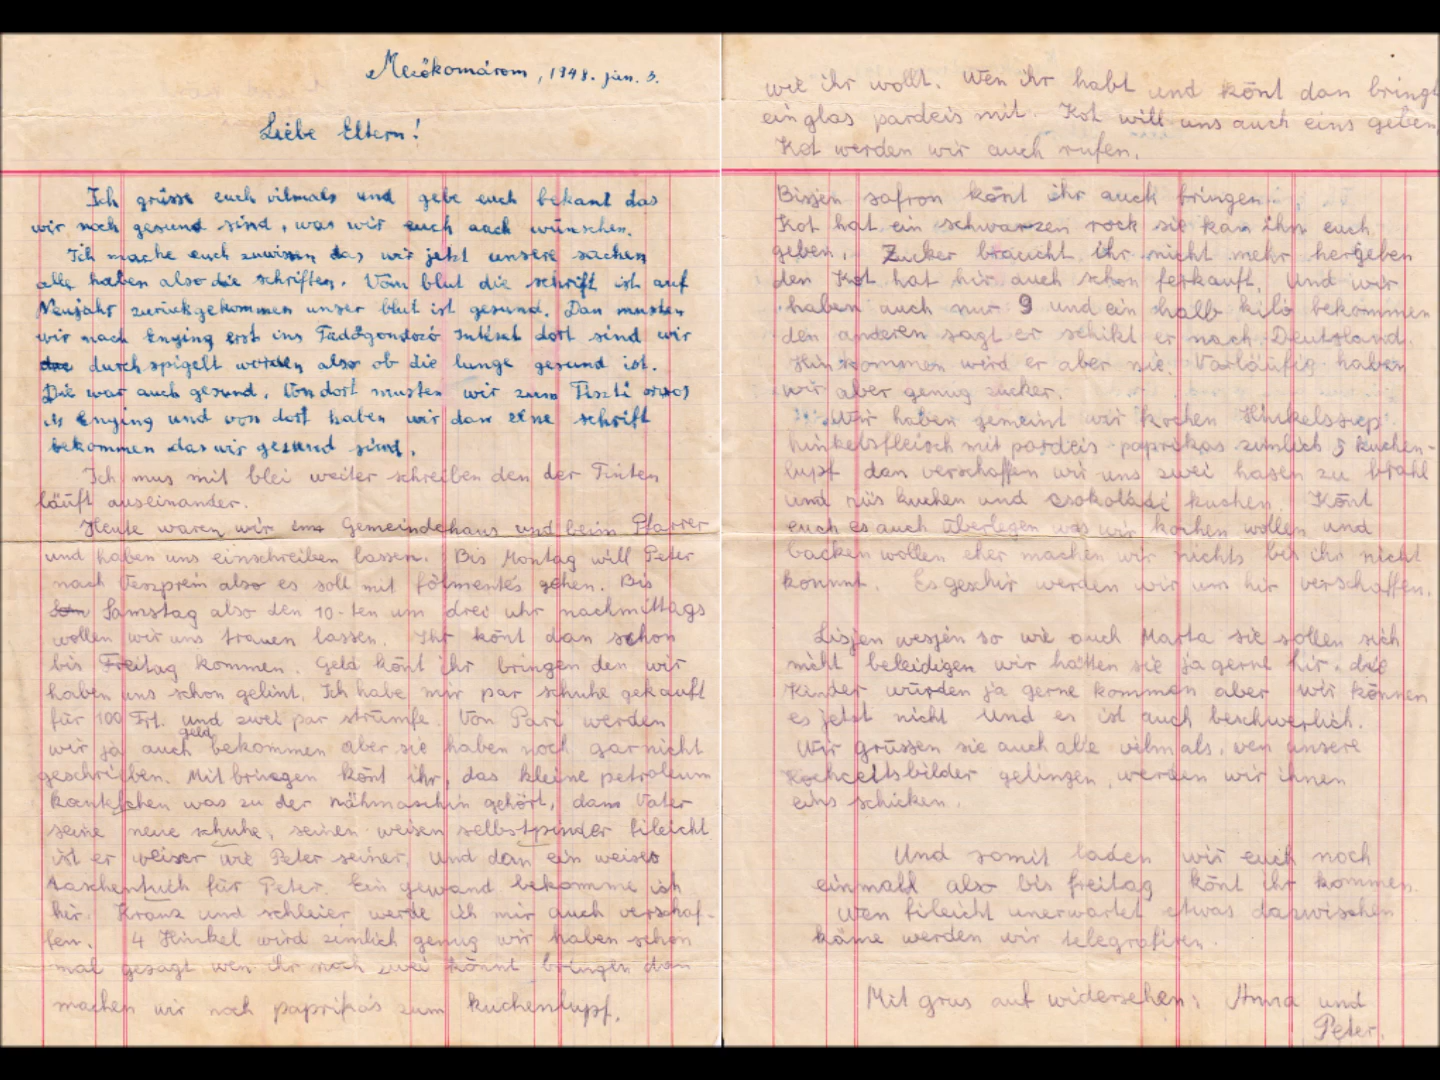 Mezőkomárom, 1948. jan. 3.
Liebe Eltern!
Ich grüsse euch vilmals und gebe euch bekant das
wir noch gesund sind, was wir euch auch wünschen.
Ich mache euch zuwissen das wir jetzt unsere sachen
alle haben also die schriften. Vom blut die schrift ist auf
Neujahr zurückgekommen unser blut ist gesund. Dan musten
wir nach Enying erst ins Tüdőgondozó Intézet dort sind wir
durch spigelt worden also ob die lunge gesund ist.
Die war auch gesund. Von dort musten wir zum Tiszti orvos
in Enying und von dort haben wir dan eine schrift
bekommen das wir gesund sind.
Ich mus mit blei weiter schreiben den der Tinten
läuft auseinander.
Heute waren wir im Gemeindehaus und beim Pfarrer
und haben uns einschreiben lassen. Bis Montag will Peter
nach Veszprém also es soll mit fölmentés gehen. Bis
Samstag also den 10-ten um drei uhr nachmittags
wollen wir uns trauen lassen. Ihr könt dan schon
bis Freitag kommen. Geld könt ihr bringen den wir
haben uns schon gelint. Ich habe mir par schuhe gekauft
für 100 Frt. und zwei par strümfe. Von Pari werden
wir ja auch geld bekommen aber sie haben noch gar nicht
geschriben. Mitbringen könt ihr, das kleine petroleum
känkchen was zu der nähmaschin gehört, dans Vater
seine neue schuhe, seinen weisen selbstpinder fileicht
ist er weiser wie Peter seiner, und dan ein weises
taschentuch für Peter. Ein gewand bekomme ich
hir. Kranz und schleier werde ich mir auch verschaf-
fen. 4 Hinkel wird zimlich genug wir haben schon
mal gesagt wen ihr noch zwei könnt bringen dan
machen wir noch paprikás zum kuchenlupf,
wie ihr wollt. Wen ihr habt und könt dan bringt
ein glas pardeis mit. Kot will uns auch eins geben
Kot werden wir auch rufen.
Bissjen safron könt ihr auch bringen.
Kot hat ein schwarzen rock sie kan ihn euch
geben. Zucker braucht ihr nicht mehr hergeben
den Kot hat hir auch schon ferkauft. Und wir
haben auch nur 9 und ein halb kiló bekommen
den anderen sagt er schikt er nach Deutsland.
Hinkommen wird er aber nie. Vorläufig haben
wir aber genug zucker.
Wir haben gemeint wir kochen Hinkelssup
hinkelsfleisch mit pardeis paprikás zimlich 5 kuchen-
lupf dan verschaffen wir uns zwei hasen zu
und nüs kuchen und csokoládé kuchen. Könt
euch es auch überlegen was wir kochen wollen und
backen wollen eher machen wir nichts bis ihr nicht
kommt. Es geschir werden wir uns hir verschaffen.
Lisjen wesjen so wie auch Marta sie sollen sich
nicht beleidigen wir hätten sie ja gerne hir. die
Kinder würden ja gerne kommen aber wir können
es jetzt nicht und es ist auch beschwerlich.
Wir grüssen sie auch alle vilmals, wen unsere
Hochceitsbilder gelingen, werden wir ihnen
eins schicken.
Und somit laden wir euch noch
einmall also bis freitag könt ihr kommen.
Wen fileicht unerwartet etwas dazwischen
käme werden wir telegrafiren.
Mit grus auf widersehen: Anna und
Peter.